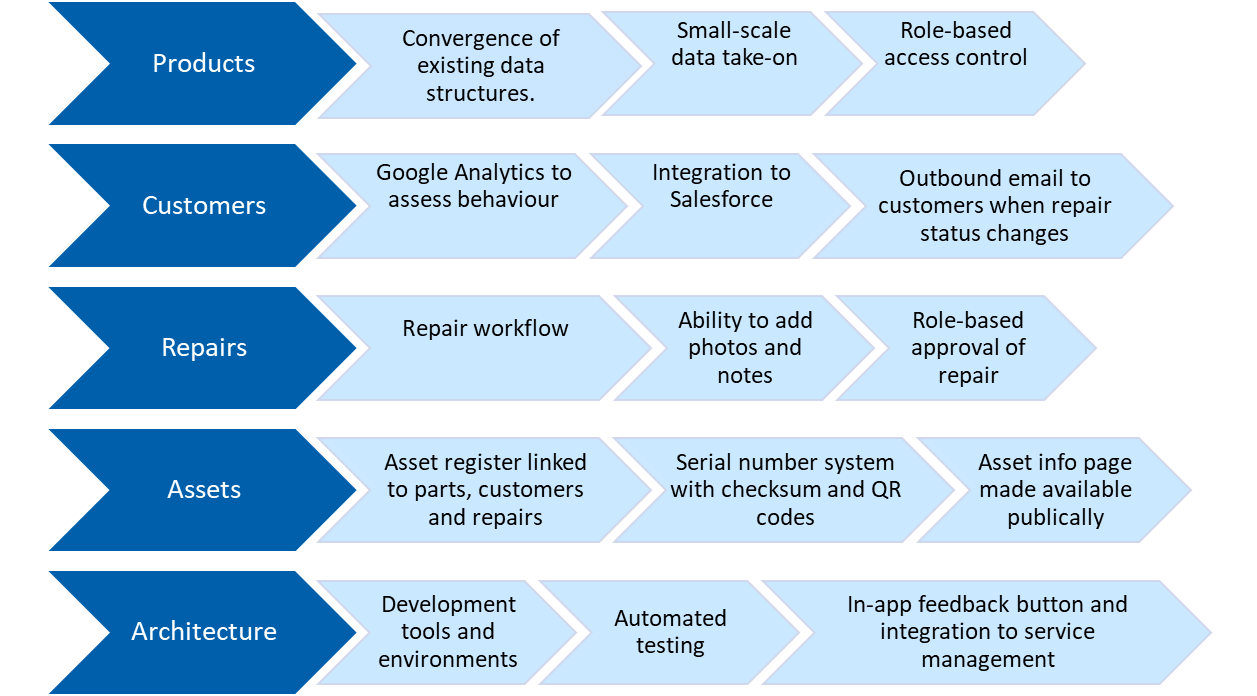 Products
Convergence of
existing data
structures.
Small-scale
data take-on
Role-based
access control
Customers
Google Analytics to
assess behaviour
Integration to
Salesforce
Outbound email to
customers when repair
status changes
Repairs
Repair workflow
Ability to add
photos and
notes
Role-based
approval of
repair
Assets
Asset register linked
to parts, customers
and repairs
Serial number system
with checksum and QR
codes
Asset info page
made available
publically
Architecture
Development
tools and
environments
Automated
testing
In-app feedback button and
integration to service
management